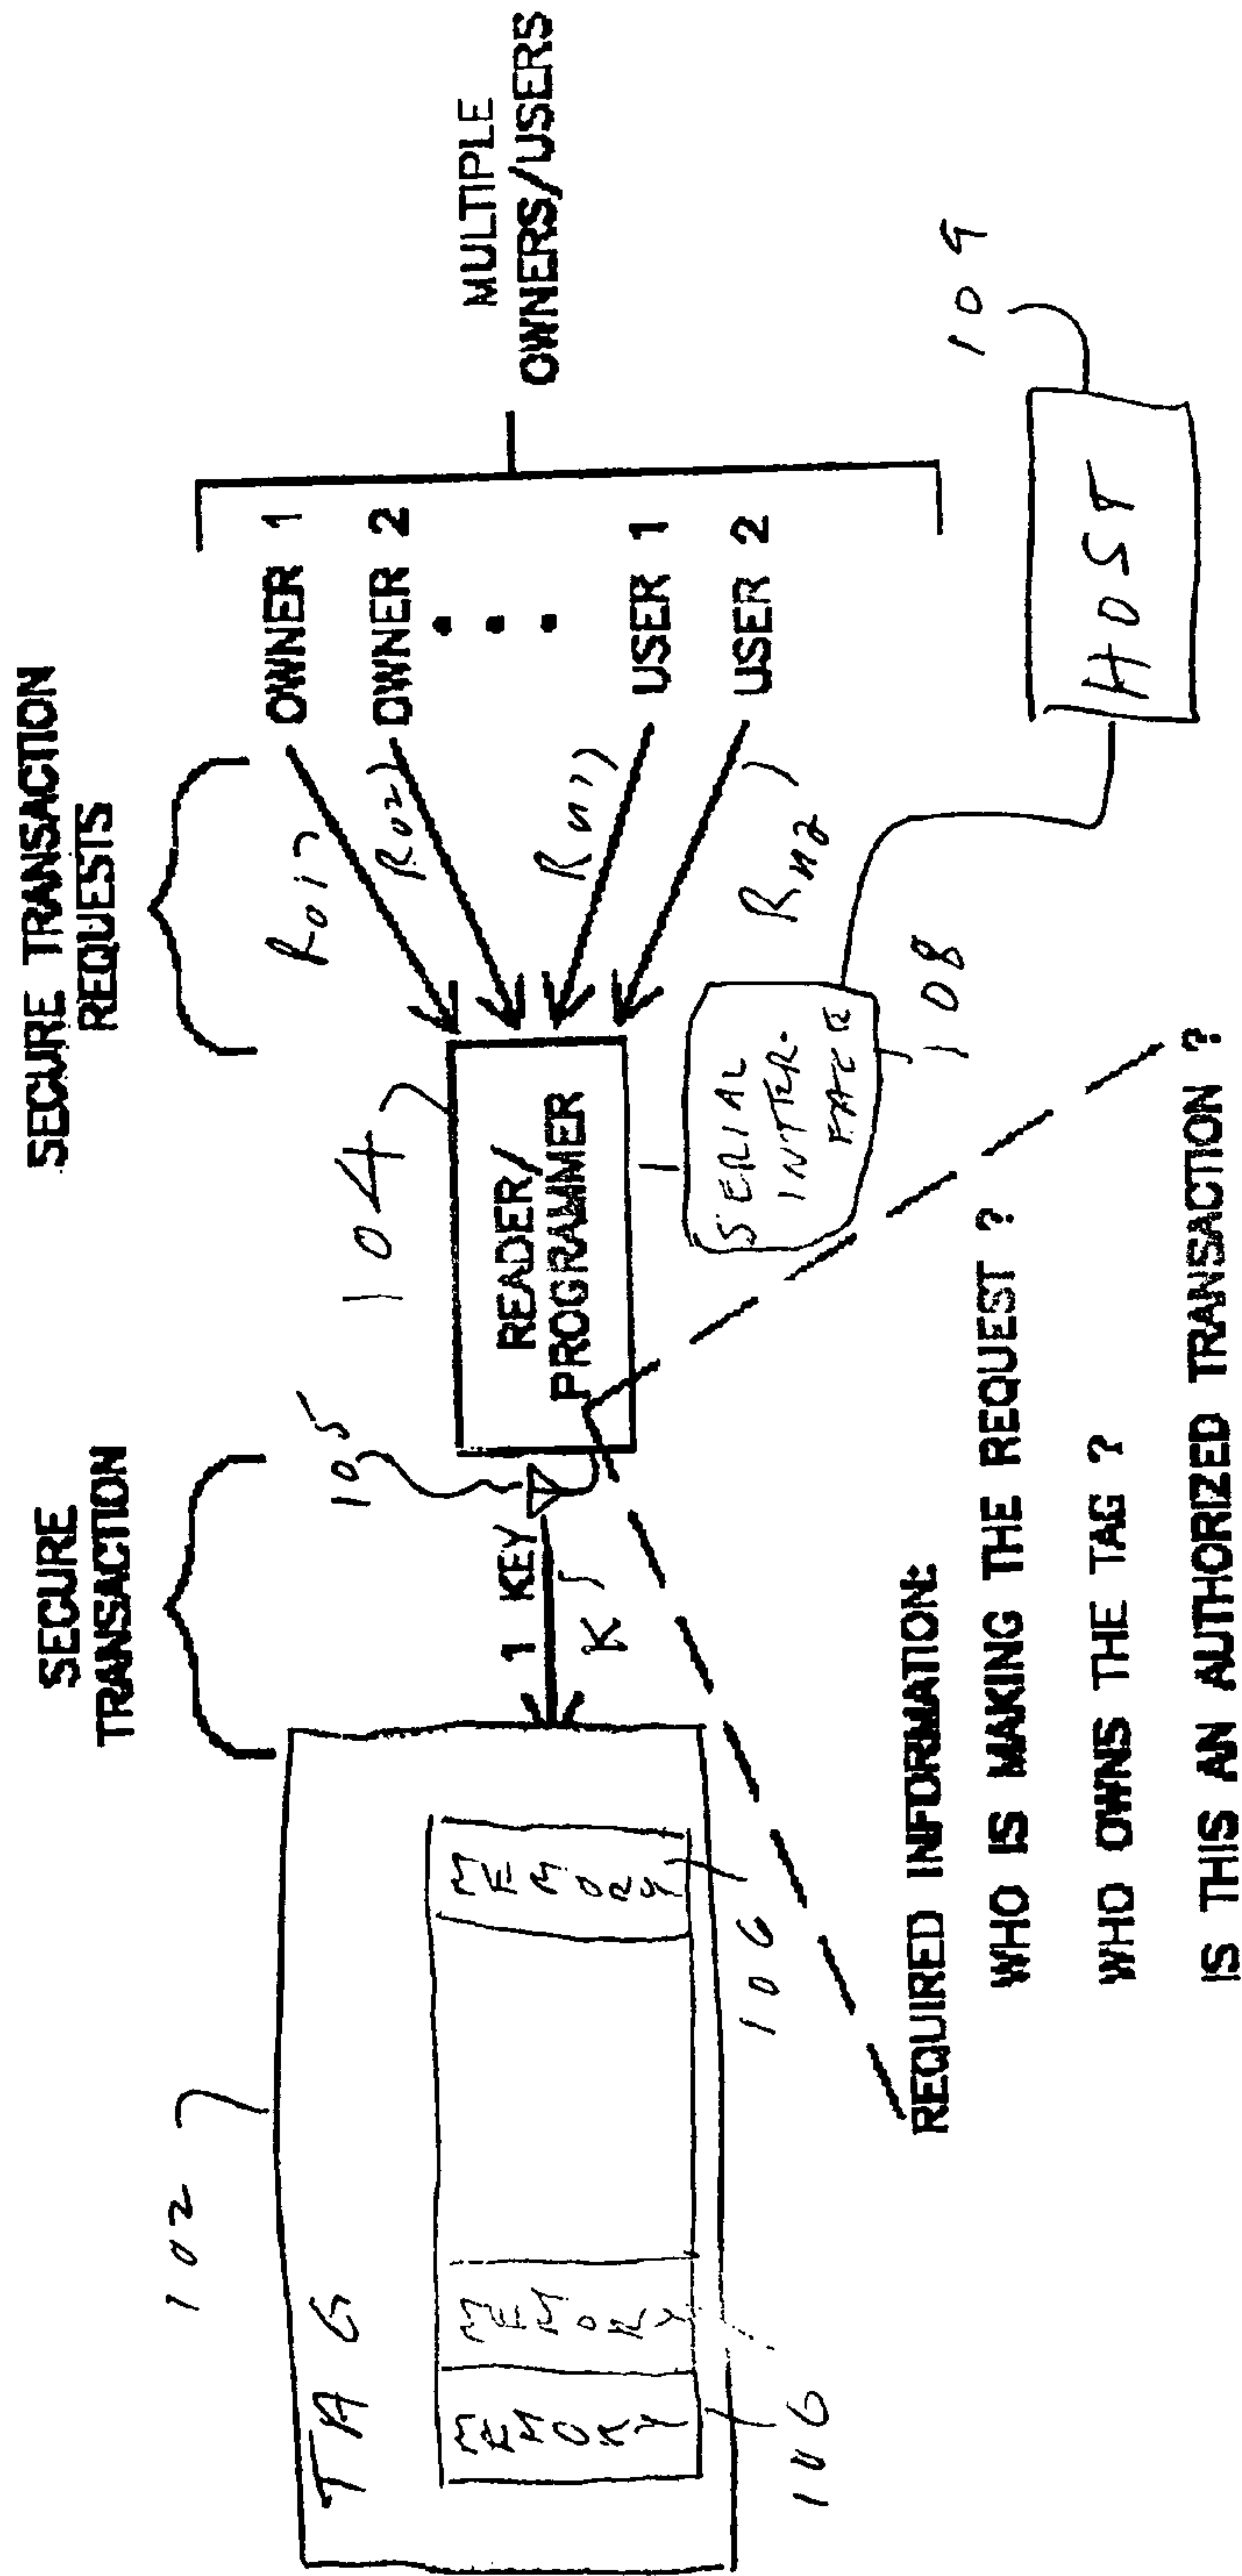 SECURE TRANSACTION
REQUESTS
SECURE
TRANSACTION
102
TAG
MEMORY
MEMORY
MEMORY
106
106
1 KEY
K
105
104
READER/
PROGRAMMER
R01
R02
Ru1
Ru2
OWNER 1
OWNER 2
USER 1
USER 2
MULTIPLE
OWNERS/USERS
SERIAL
INTER-
FACE
108
HOST
109
REQUIRED INFORMATION:
WHO IS MAKING THE REQUEST ?
WHO OWNS THE TAG ?
IS THIS AN AUTHORIZED TRANSACTION ?